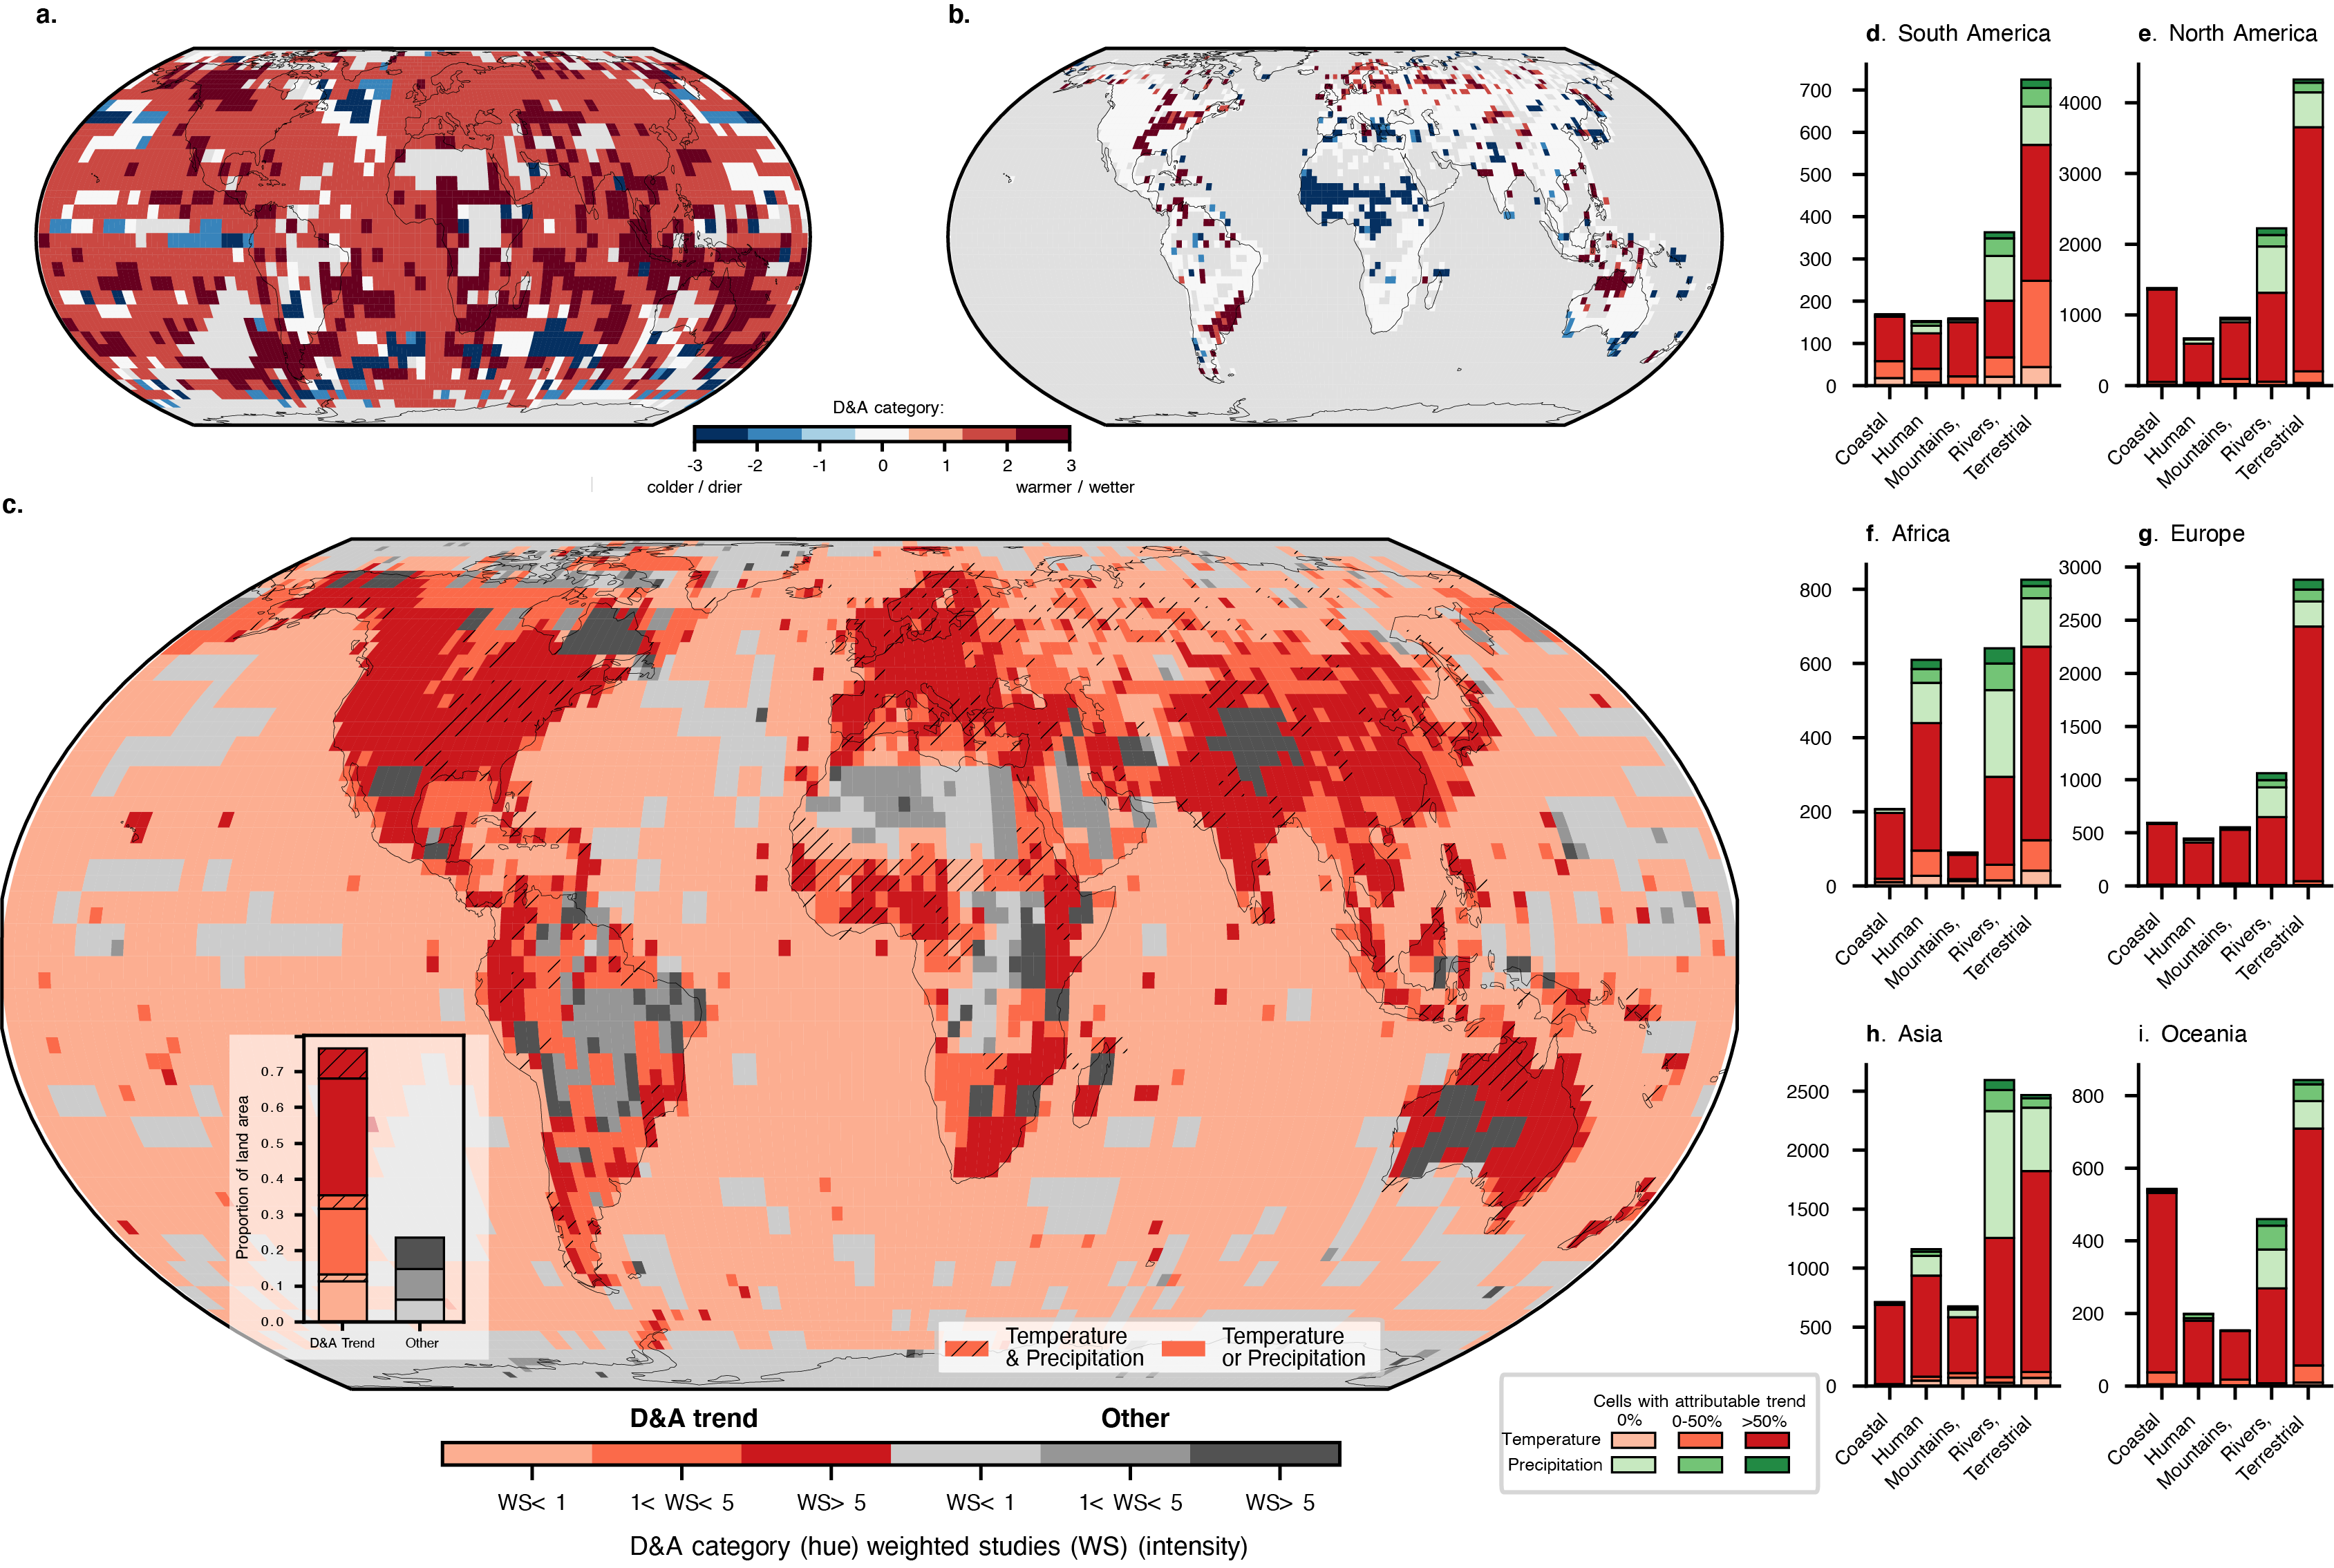 a.
b.
D&A category:
-3 -2 -1 0 1 2 3
colder / drier
warmer / wetter
c.
Proportion of land area
0.7
0.6
0.5
0.4
0.3
0.2
0.1
0.0
D&A Trend
Other
Temperature
& Precipitation
Temperature
or Precipitation
D&A trend
Other
WS< 1
1< WS< 5
WS> 5
WS< 1
1< WS< 5
WS> 5
D&A category (hue) weighted studies (WS) (intensity)
d. South America
700
600
500
400
300
200
100
0
Coastal
Human
Mountains,
Rivers,
Terrestrial
e. North America
4000
3000
2000
1000
0
Coastal
Human
Mountains,
Rivers,
Terrestrial
f. Africa
800
600
400
200
0
Coastal
Human
Mountains,
Rivers,
Terrestrial
g. Europe
3000
2500
2000
1500
1000
500
0
Coastal
Human
Mountains,
Rivers,
Terrestrial
h. Asia
2500
2000
1500
1000
500
0
Coastal
Human
Mountains,
Rivers,
Terrestrial
i. Oceania
800
600
400
200
0
Coastal
Human
Mountains,
Rivers,
Terrestrial
Cells with attributable trend
0% 0-50% >50%
Temperature
Precipitation